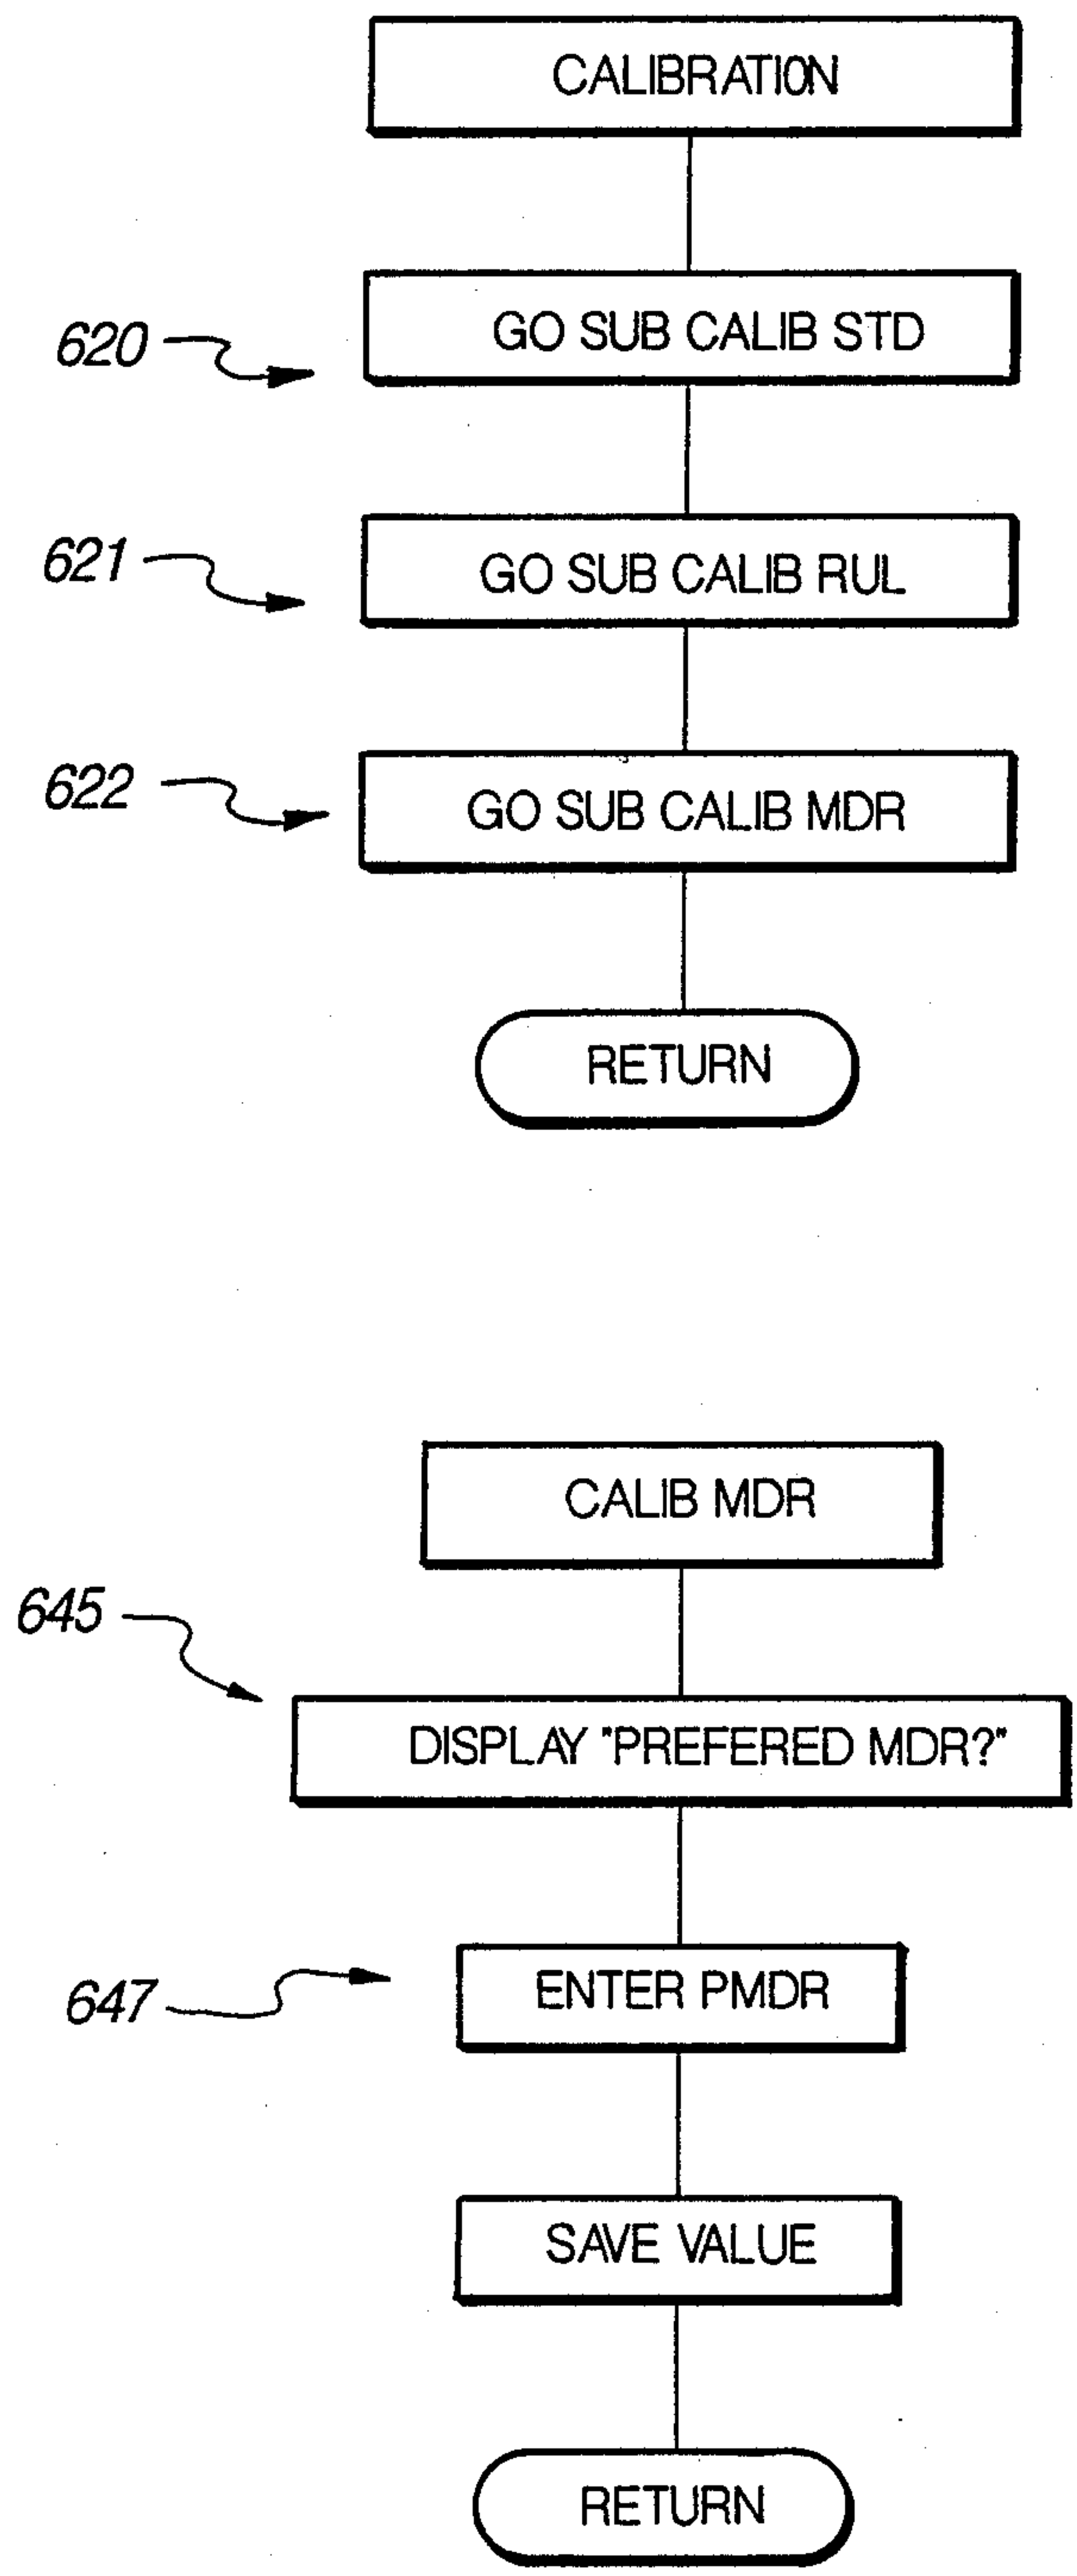 CALIBRATION
620
GO SUB CALIB STD
621
GO SUB CALIB RUL
622
GO SUB CALIB MDR
RETURN
CALIB MDR
645
DISPLAY "PREFERED MDR?"
647
ENTER PMDR
SAVE VALUE
RETURN